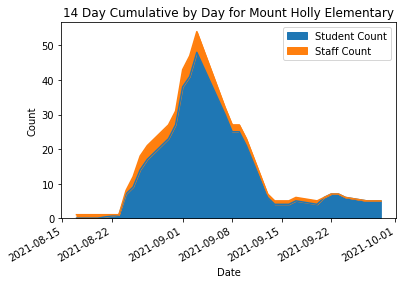 14 Day Cumulative by Day for Mount Holly Elementary
Student Count
Staff Count
Count
50
40
30
20
10
0
2021-08-15
2021-08-22
2021-09-01
2021-09-08
2021-09-15
2021-09-22
2021-10-01
Date